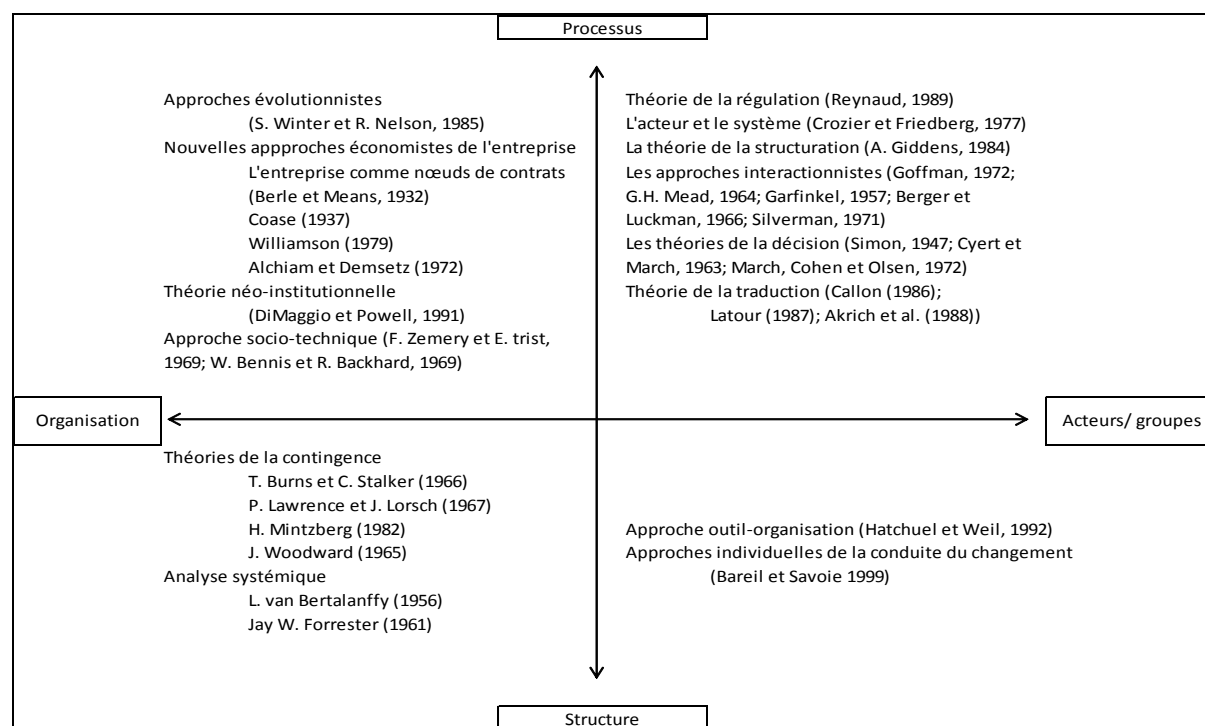 Processus
Approches évolutionnistes
(S. Winter et R. Nelson, 1985)
Nouvelles appproches économistes de l'entreprise
L'entreprise comme nœuds de contrats
(Berle et Means, 1932)
Coase (1937)
Williamson (1979)
Alchiam et Demsetz (1972)
Théorie néo-institutionnelle
(DiMaggio et Powell, 1991)
Approche socio-technique (F. Zemery et E. trist,
1969; W. Bennis et R. Backhard, 1969)
Théorie de la régulation (Reynaud, 1989)
L'acteur et le système (Crozier et Friedberg, 1977)
La théorie de la structuration (A. Giddens, 1984)
Les approches interactionnistes (Goffman, 1972;
G.H. Mead, 1964; Garfinkel, 1957; Berger et
Luckman, 1966; Silverman, 1971)
Les théories de la décision (Simon, 1947; Cyert et
March, 1963; March, Cohen et Olsen, 1972)
Théorie de la traduction (Callon (1986);
Latour (1987); Akrich et al. (1988))
Organisation
Acteurs/ groupes
Théories de la contingence
T. Burns et C. Stalker (1966)
P. Lawrence et J. Lorsch (1967)
H. Mintzberg (1982)
J. Woodward (1965)
Analyse systémique
L. van Bertalanffy (1956)
Jay W. Forrester (1961)
Approche outil-organisation (Hatchuel et Weil, 1992)
Approches individuelles de la conduite du changement
(Bareil et Savoie 1999)
Structure